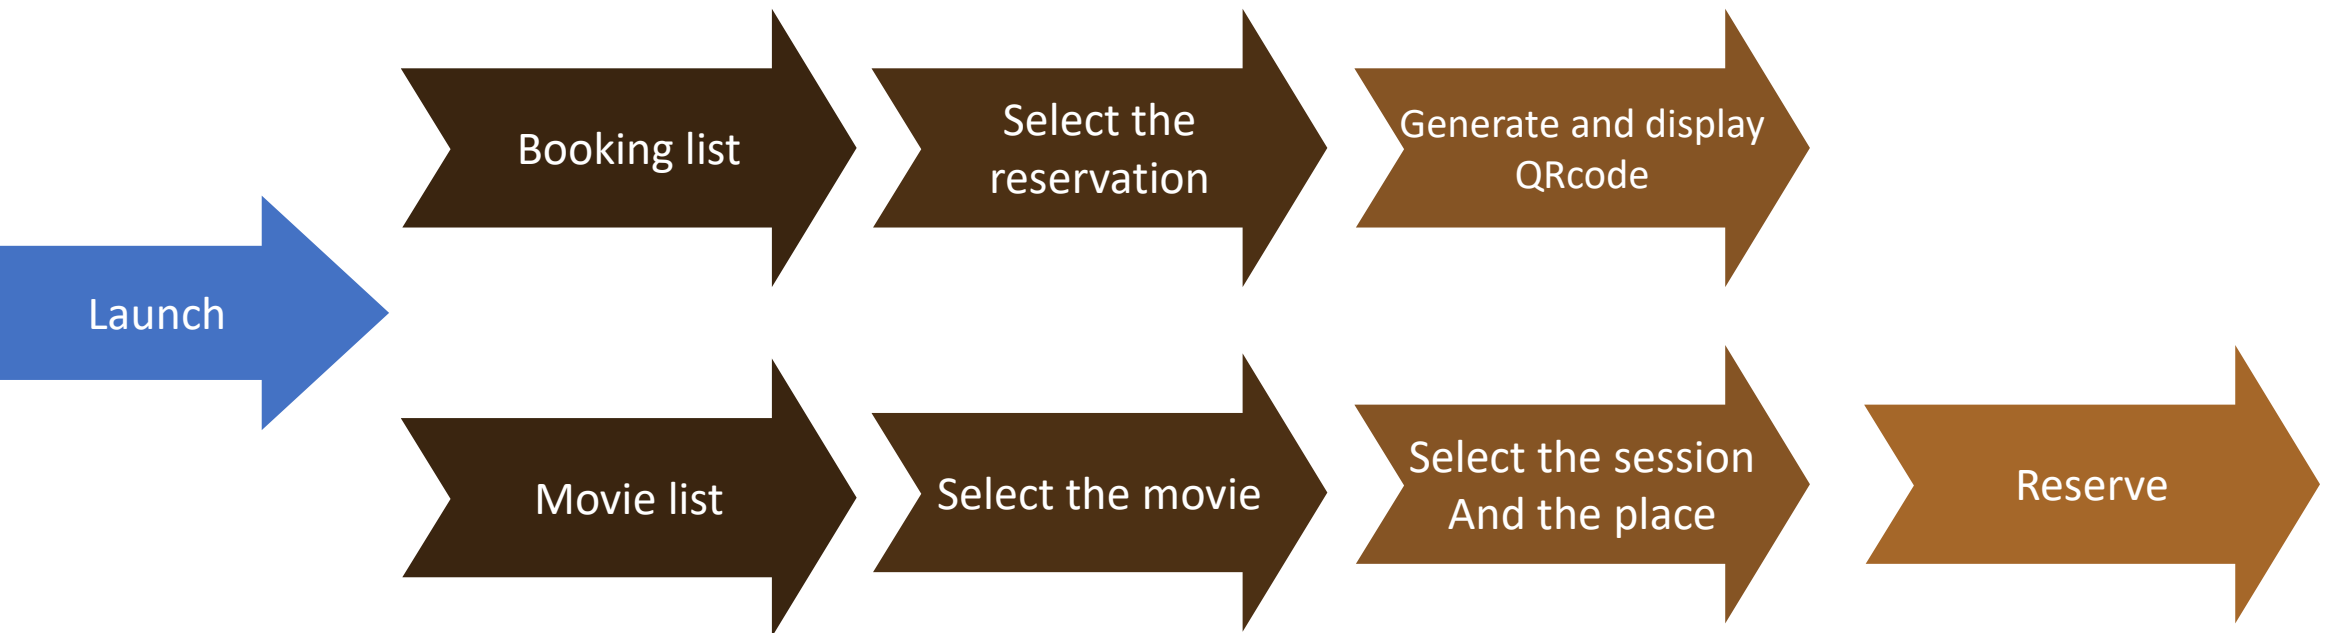 Launch
Booking list
Select the
reservation
Generate and display
QRcode
Movie list
Select the movie
Select the session
And the place
Reserve